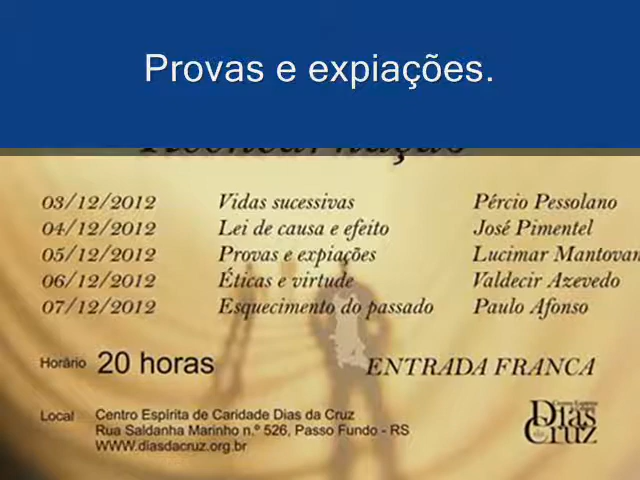 Provas e expiações.
Reencarnação
03/12/2012 Vidas sucessivas Pércio Pessolano
04/12/2012 Lei de causa e efeito José Pimentel
05/12/2012 Provas e expiações Lucimar Mantovan
06/12/2012 Éticas e virtude Valdecir Azevedo
07/12/2012 Esquecimento do passado Paulo Afonso
Horário 20 horas ENTRADA FRANCA
Local Centro Espírita de Caridade Dias da Cruz
Rua Saldanha Marinho n.º 526, Passo Fundo - RS
WWW.diasdacruz.org.br
Dias
Cruz